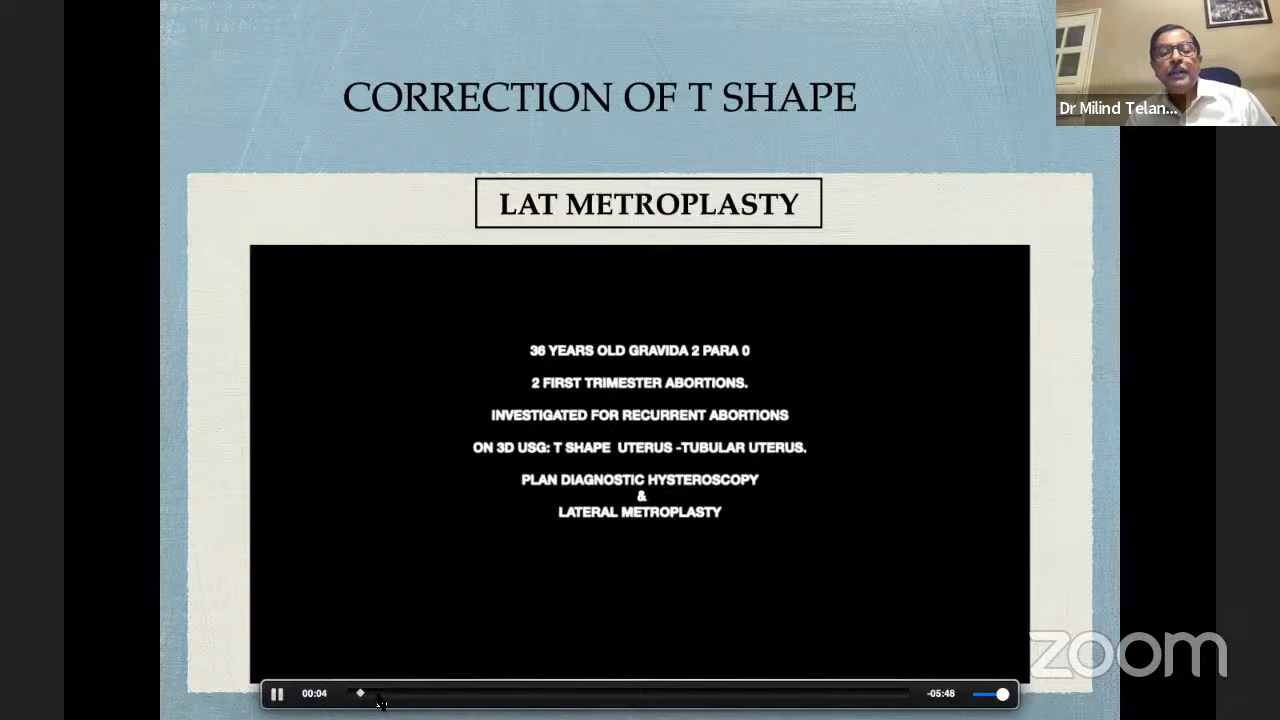 CORRECTION OF T SHAPE
Dr Milind Telan...
LAT METROPLASTY
36 YEARS OLD GRAVIDA 2 PARA 0
2 FIRST TRIMESTER ABORTIONS.
INVESTIGATED FOR RECURRENT ABORTIONS
ON 3D USG: T SHAPE UTERUS -TUBULAR UTERUS.
PLAN DIAGNOSTIC HYSTEROSCOPY
&
LATERAL METROPLASTY
zoom
00:04
-05:48